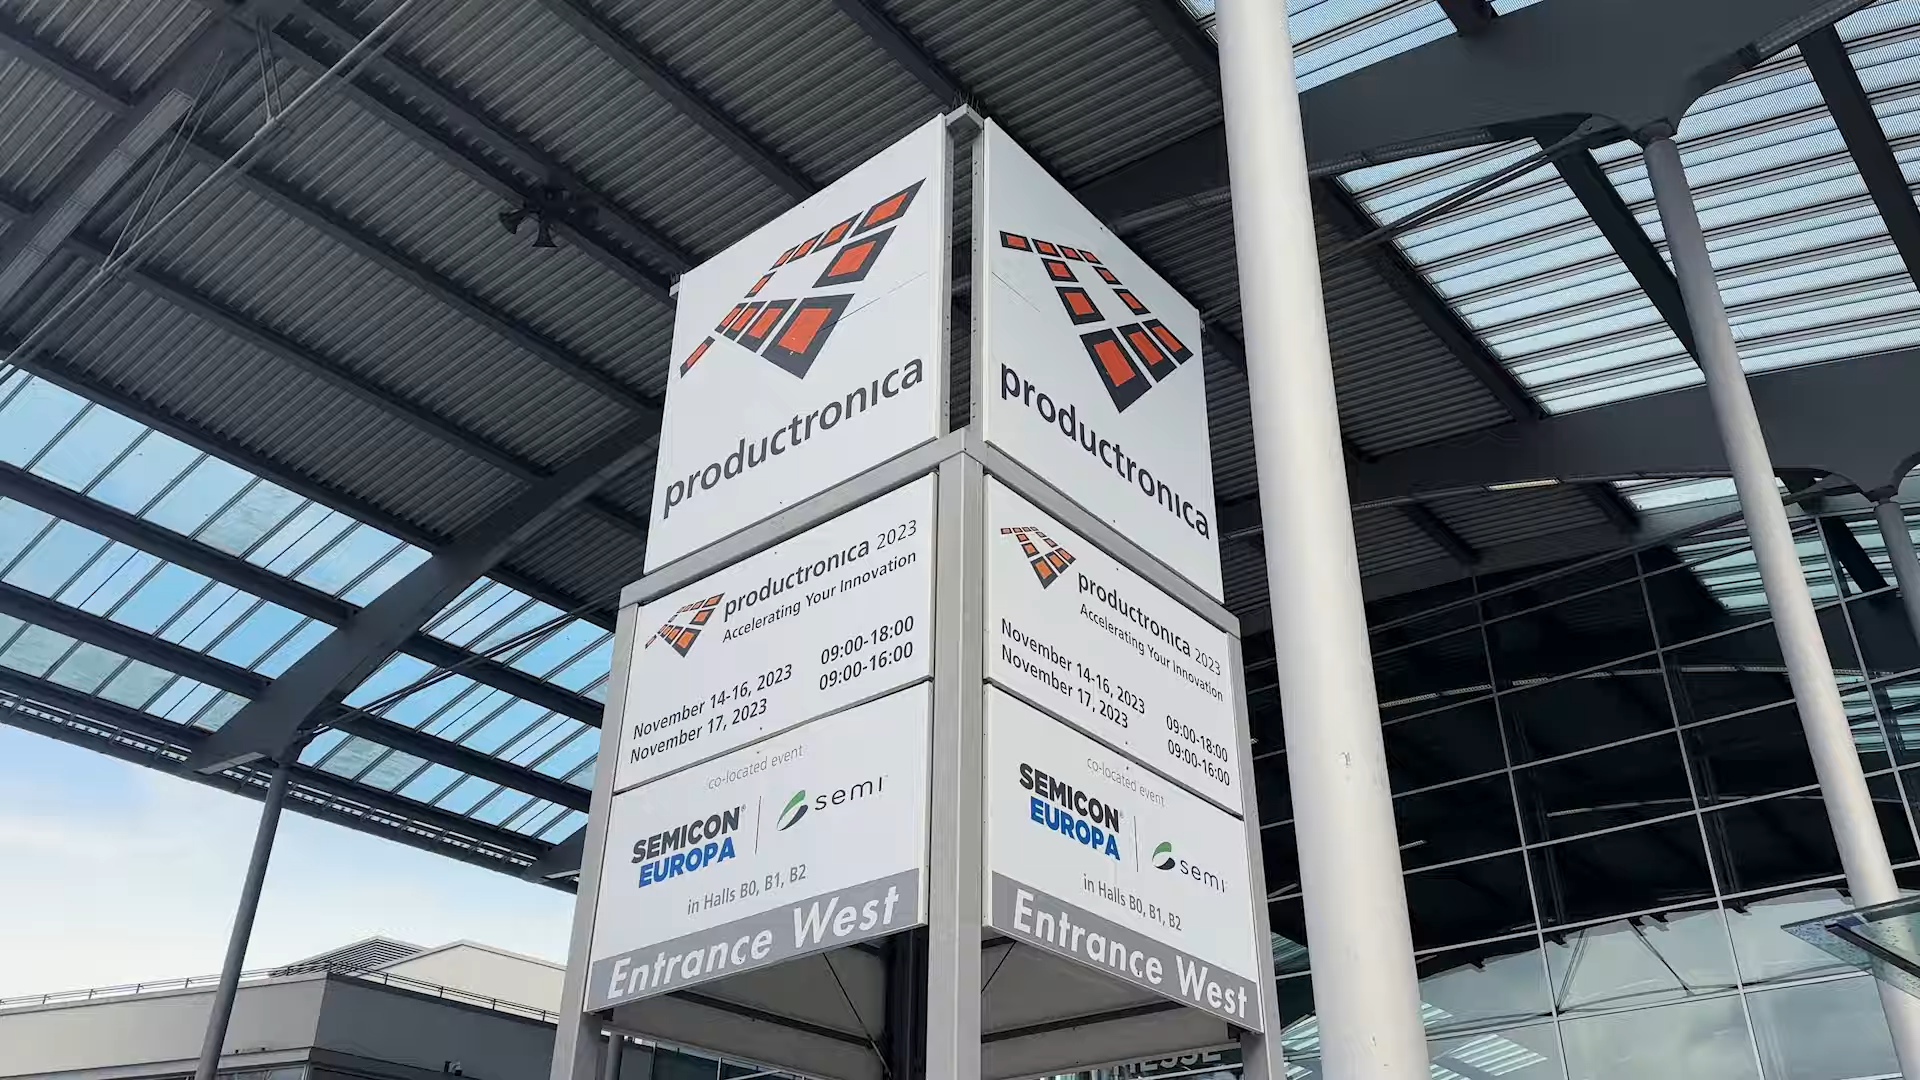 productronica
productronica 2023
Accelerating Your Innovation
November 14-16, 2023 09:00-18:00
November 17, 2023 09:00-16:00
co-located event
SEMICON®
EUROPA
semi
in Halls B0, B1, B2
Entrance West
productronica
productronica 2023
Accelerating Your Innovation
November 14-16, 2023 09:00-18:00
November 17, 2023 09:00-16:00
co-located event
SEMICON®
EUROPA
semi
in Halls B0, B1, B2
Entrance West